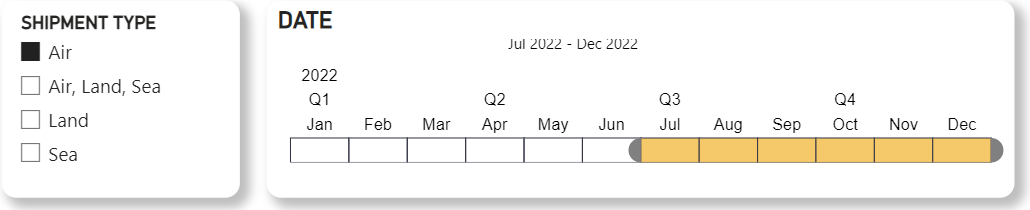 SHIPMENT TYPE
Air
Air, Land, Sea
Land
Sea
DATE
Jul 2022 - Dec 2022
2022
Q1 Q2 Q3 Q4
Jan Feb Mar Apr May Jun Jul Aug Sep Oct Nov Dec